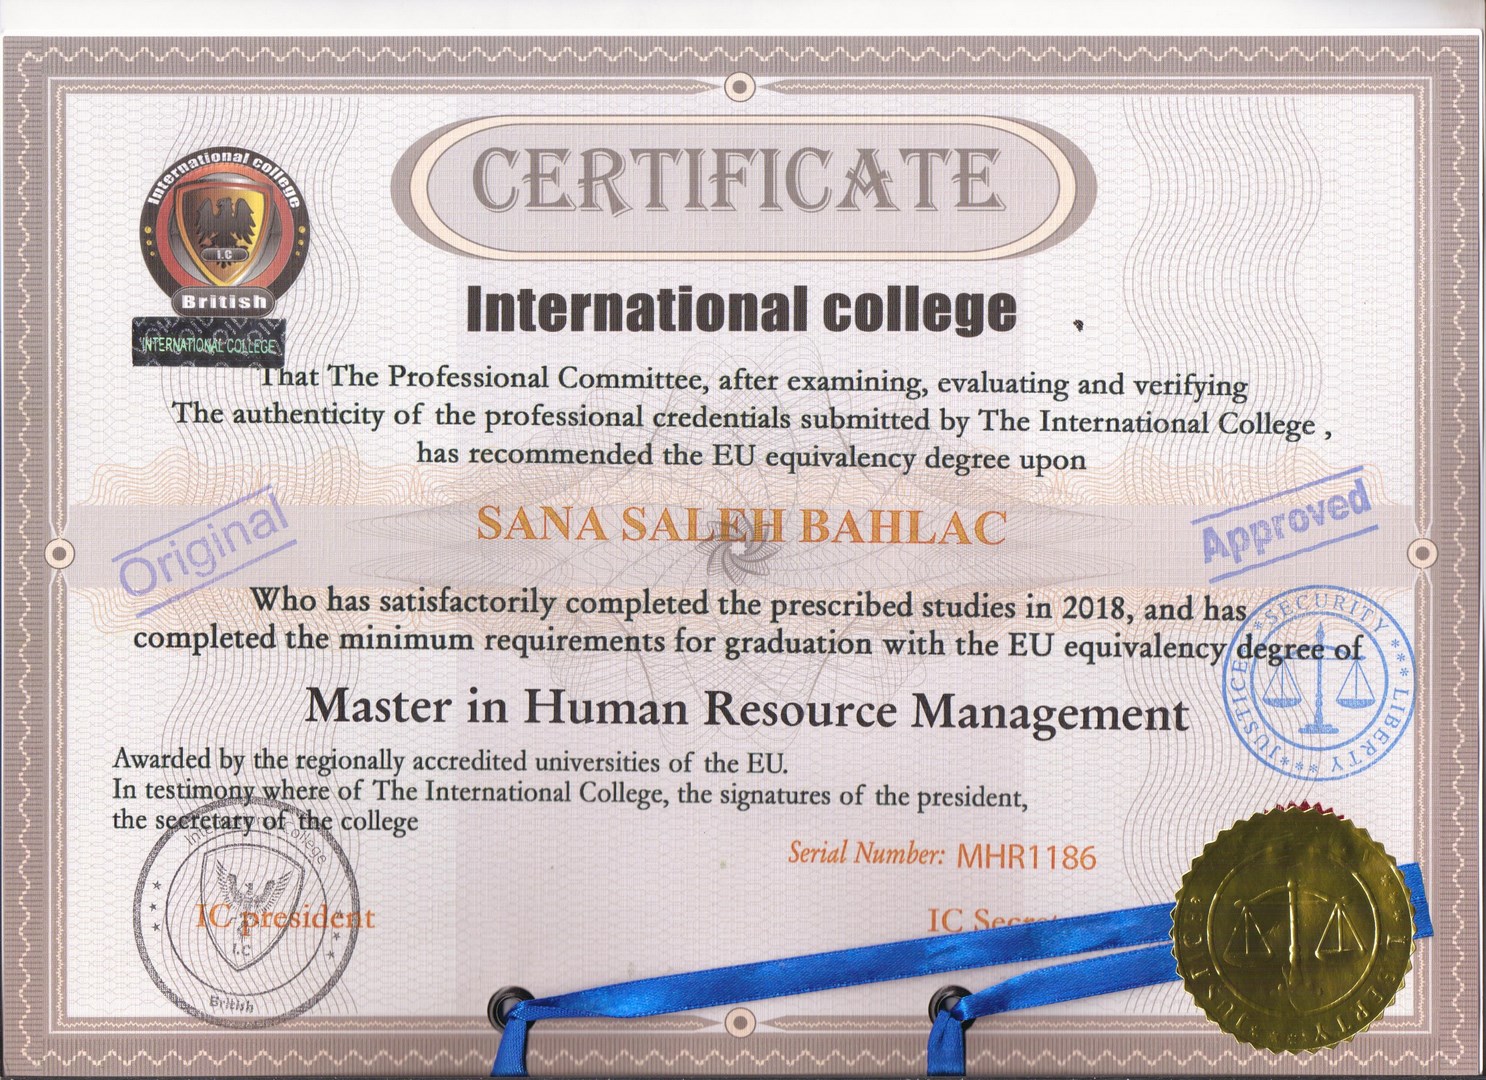 International college
I.C
British
INTERNATIONAL COLLEGE
CERTIFICATE
International college
That The Professional Committee, after examining, evaluating and verifying
The authenticity of the professional credentials submitted by The International College ,
has recommended the EU equivalency degree upon
SANA SALEH BAHLAC
Original
Approved
Who has satisfactorily completed the prescribed studies in 2018, and has
completed the minimum requirements for graduation with the EU equivalency degree of
SECURITY *** LIBERTY *** JUSTICE
Master in Human Resource Management
Awarded by the regionally accredited universities of the EU.
In testimony where of The International College, the signatures of the president,
the secretary of the college
Serial Number: MHR1186
International College
IC president
I.C
British
IC
JUSTICE
LIBERTY